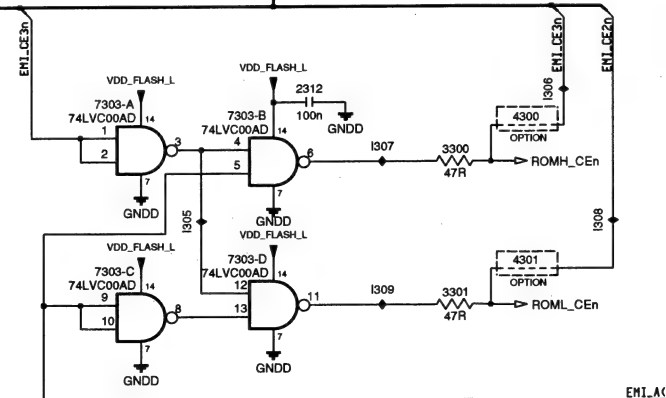 EMI_CE3n
EMI_CE3n
EMI_CE2n
VDD_FLASH_L
VDD_FLASH_L
7303-A
74LVC00AD
14
1
2
3
7
GNDD
7303-B
74LVC00AD
14
2312
100n
GNDD
4
5
6
7
GNDD
I307
3300
47R
I306
4300
OPTION
ROMH_CEn
I305
I308
VDD_FLASH_L
VDD_FLASH_L
7303-C
74LVC00AD
14
9
10
8
7
GNDD
7303-D
74LVC00AD
14
12
13
11
7
GNDD
I309
3301
47R
4301
OPTION
ROML_CEn